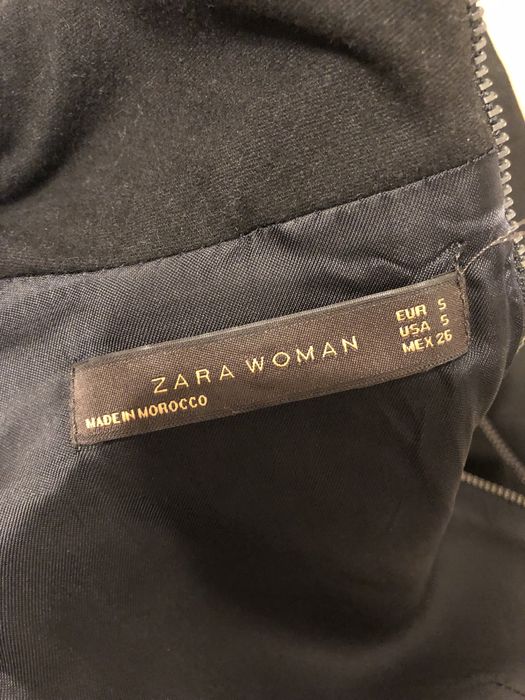 ZARA WOMAN
MADE IN MOROCCO
EUR S
USA S
MEX 26